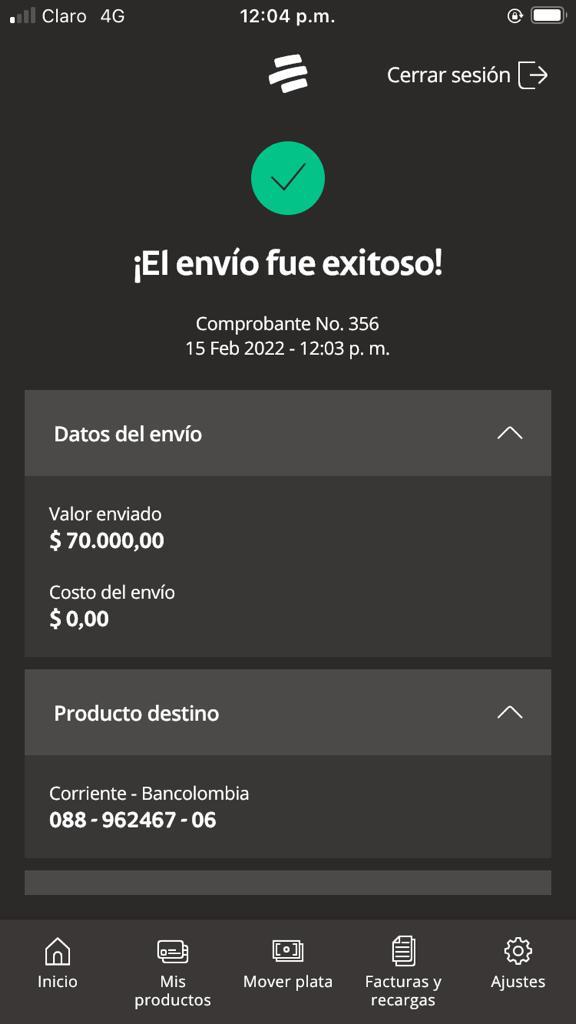 Claro 4G 12:04 p.m.
Cerrar sesión
¡El envío fue exitoso!
Comprobante No. 356
15 Feb 2022 - 12:03 p. m.
Datos del envío
Valor enviado
$ 70.000,00
Costo del envío
$ 0,00
Producto destino
Corriente - Bancolombia
088 - 962467 - 06
Inicio
Mis
productos
Mover plata
Facturas y
recargas
Ajustes